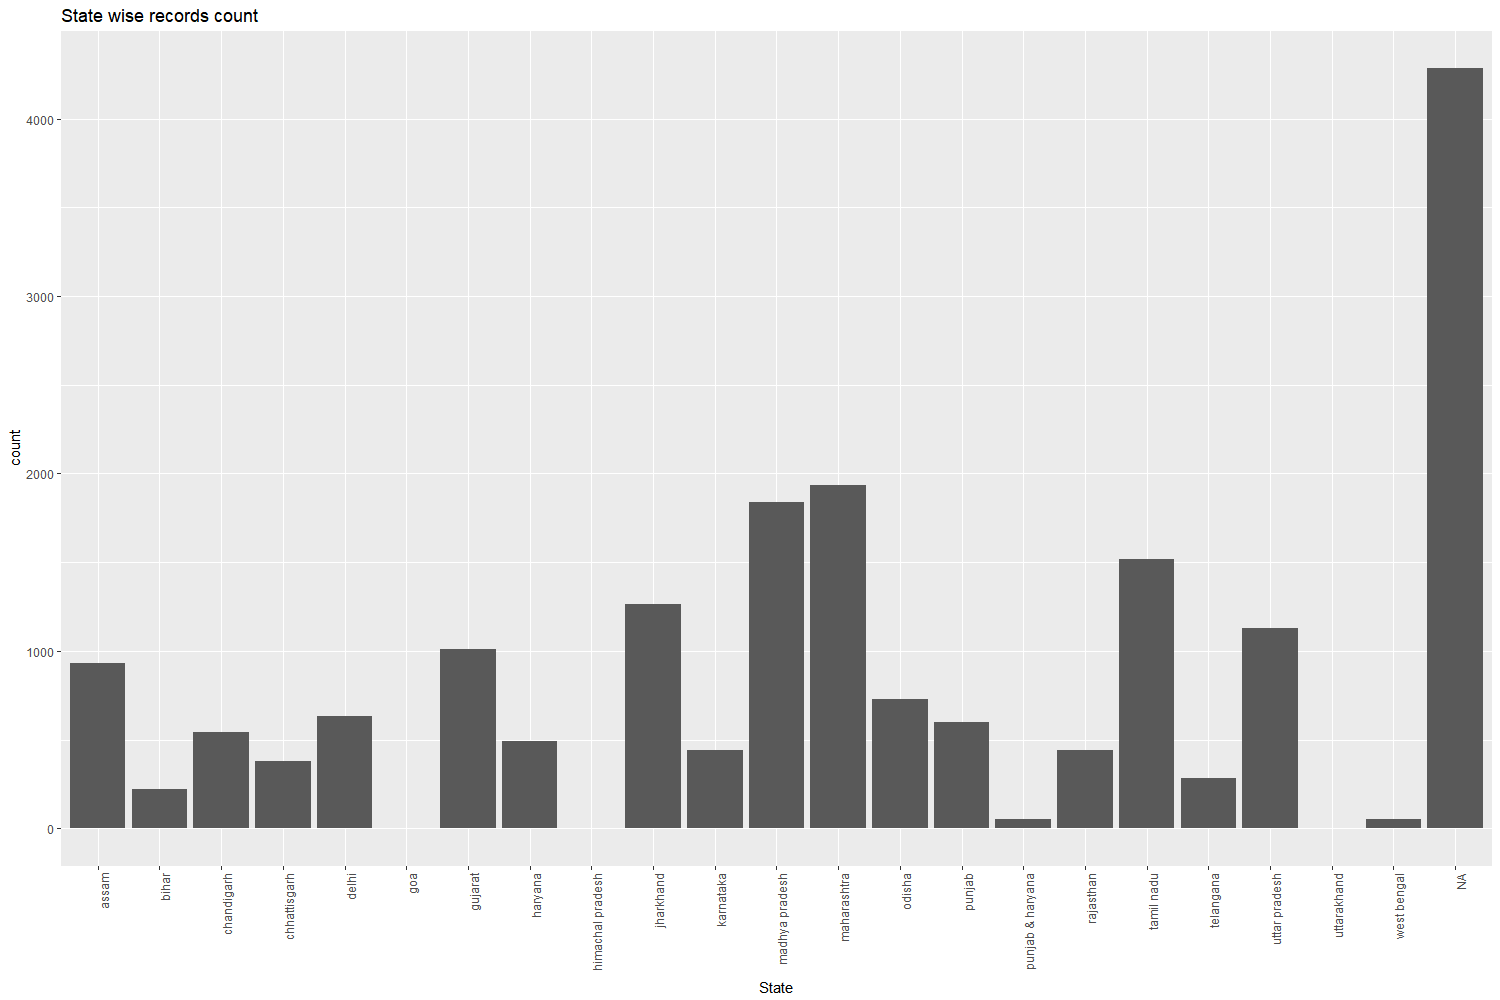 State wise records count
count
4000
3000
2000
1000
0
assam
bihar
chandigarh
chhattisgarh
delhi
goa
gujarat
haryana
himachal pradesh
jharkhand
karnataka
madhya pradesh
maharashtra
odisha
punjab
punjab & haryana
rajasthan
tamil nadu
telangana
uttar pradesh
uttarakhand
west bengal
NA
State